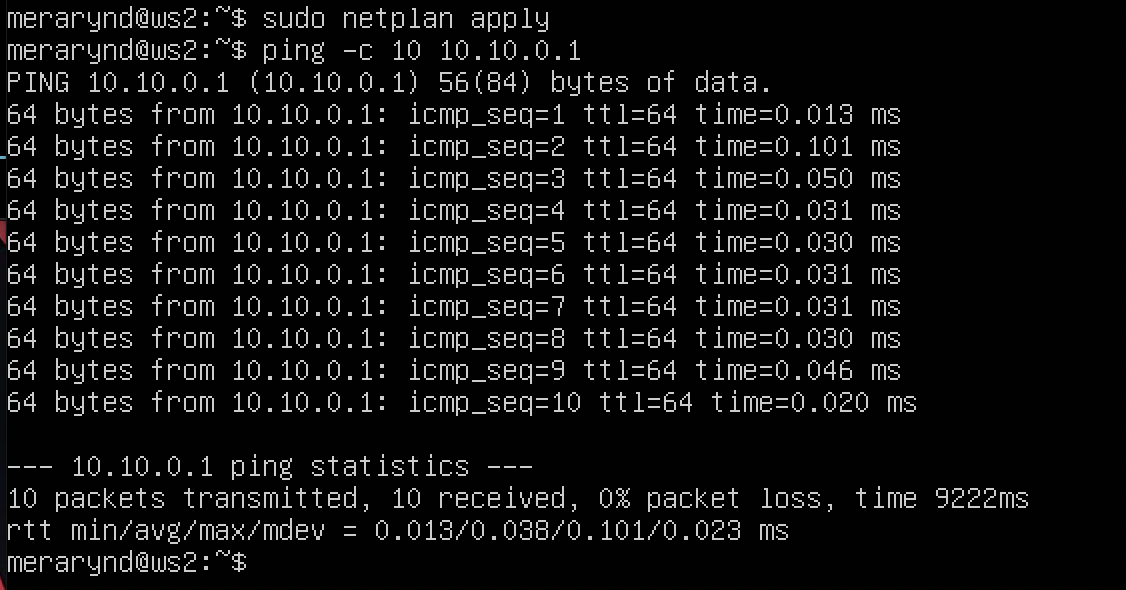 merarynd@ws2:~$ sudo netplan apply
merarynd@ws2:~$ ping -c 10 10.10.0.1
PING 10.10.0.1 (10.10.0.1) 56(84) bytes of data.
64 bytes from 10.10.0.1: icmp_seq=1 ttl=64 time=0.013 ms
64 bytes from 10.10.0.1: icmp_seq=2 ttl=64 time=0.101 ms
64 bytes from 10.10.0.1: icmp_seq=3 ttl=64 time=0.050 ms
64 bytes from 10.10.0.1: icmp_seq=4 ttl=64 time=0.031 ms
64 bytes from 10.10.0.1: icmp_seq=5 ttl=64 time=0.030 ms
64 bytes from 10.10.0.1: icmp_seq=6 ttl=64 time=0.031 ms
64 bytes from 10.10.0.1: icmp_seq=7 ttl=64 time=0.031 ms
64 bytes from 10.10.0.1: icmp_seq=8 ttl=64 time=0.030 ms
64 bytes from 10.10.0.1: icmp_seq=9 ttl=64 time=0.046 ms
64 bytes from 10.10.0.1: icmp_seq=10 ttl=64 time=0.020 ms
--- 10.10.0.1 ping statistics ---
10 packets transmitted, 10 received, 0% packet loss, time 9222ms
rtt min/avg/max/mdev = 0.013/0.038/0.101/0.023 ms
merarynd@ws2:~$